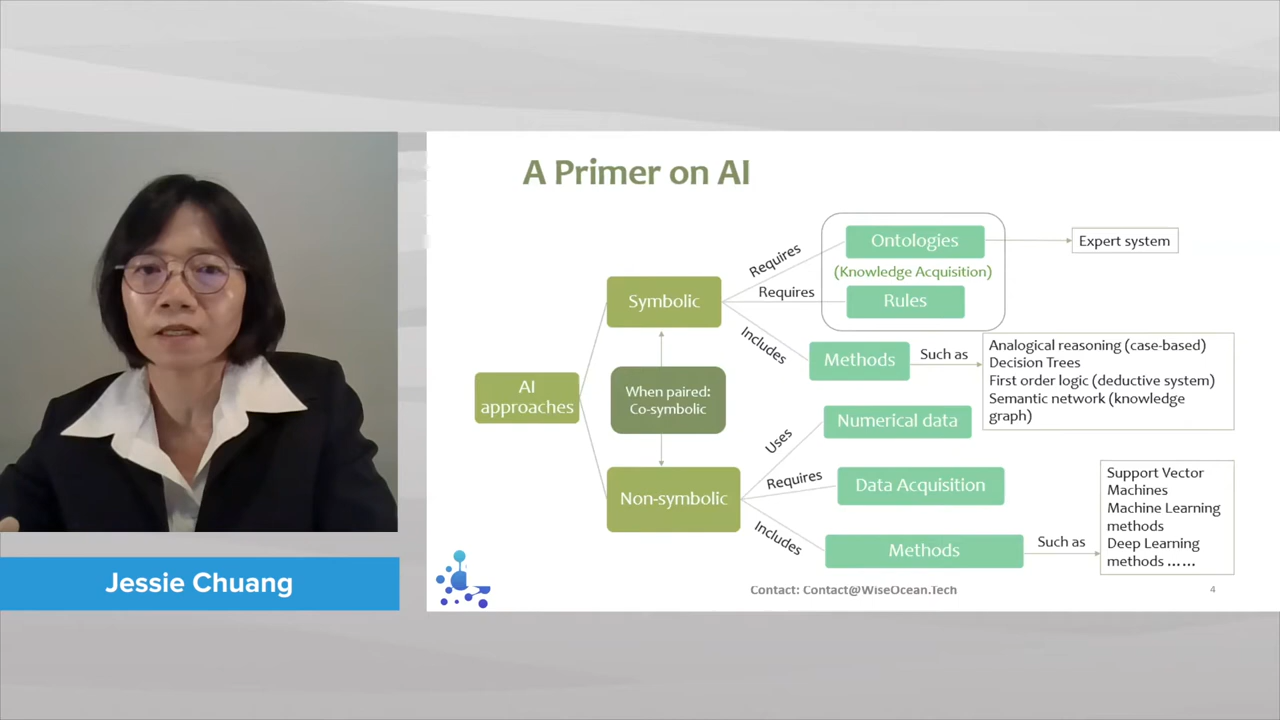 A Primer on AI
AI
approaches
Symbolic
When paired:
Co-symbolic
Non-symbolic
Requires
Ontologies
(Knowledge Acquisition)
Requires
Rules
Expert system
Includes
Methods
Such as
Analogical reasoning (case-based)
Decision Trees
First order logic (deductive system)
Semantic network (knowledge
graph)
Uses
Numerical data
Requires
Data Acquisition
Includes
Methods
Such as
Support Vector
Machines
Machine Learning
methods
Deep Learning
methods ......
Jessie Chuang
Contact: Contact@WiseOcean.Tech
4